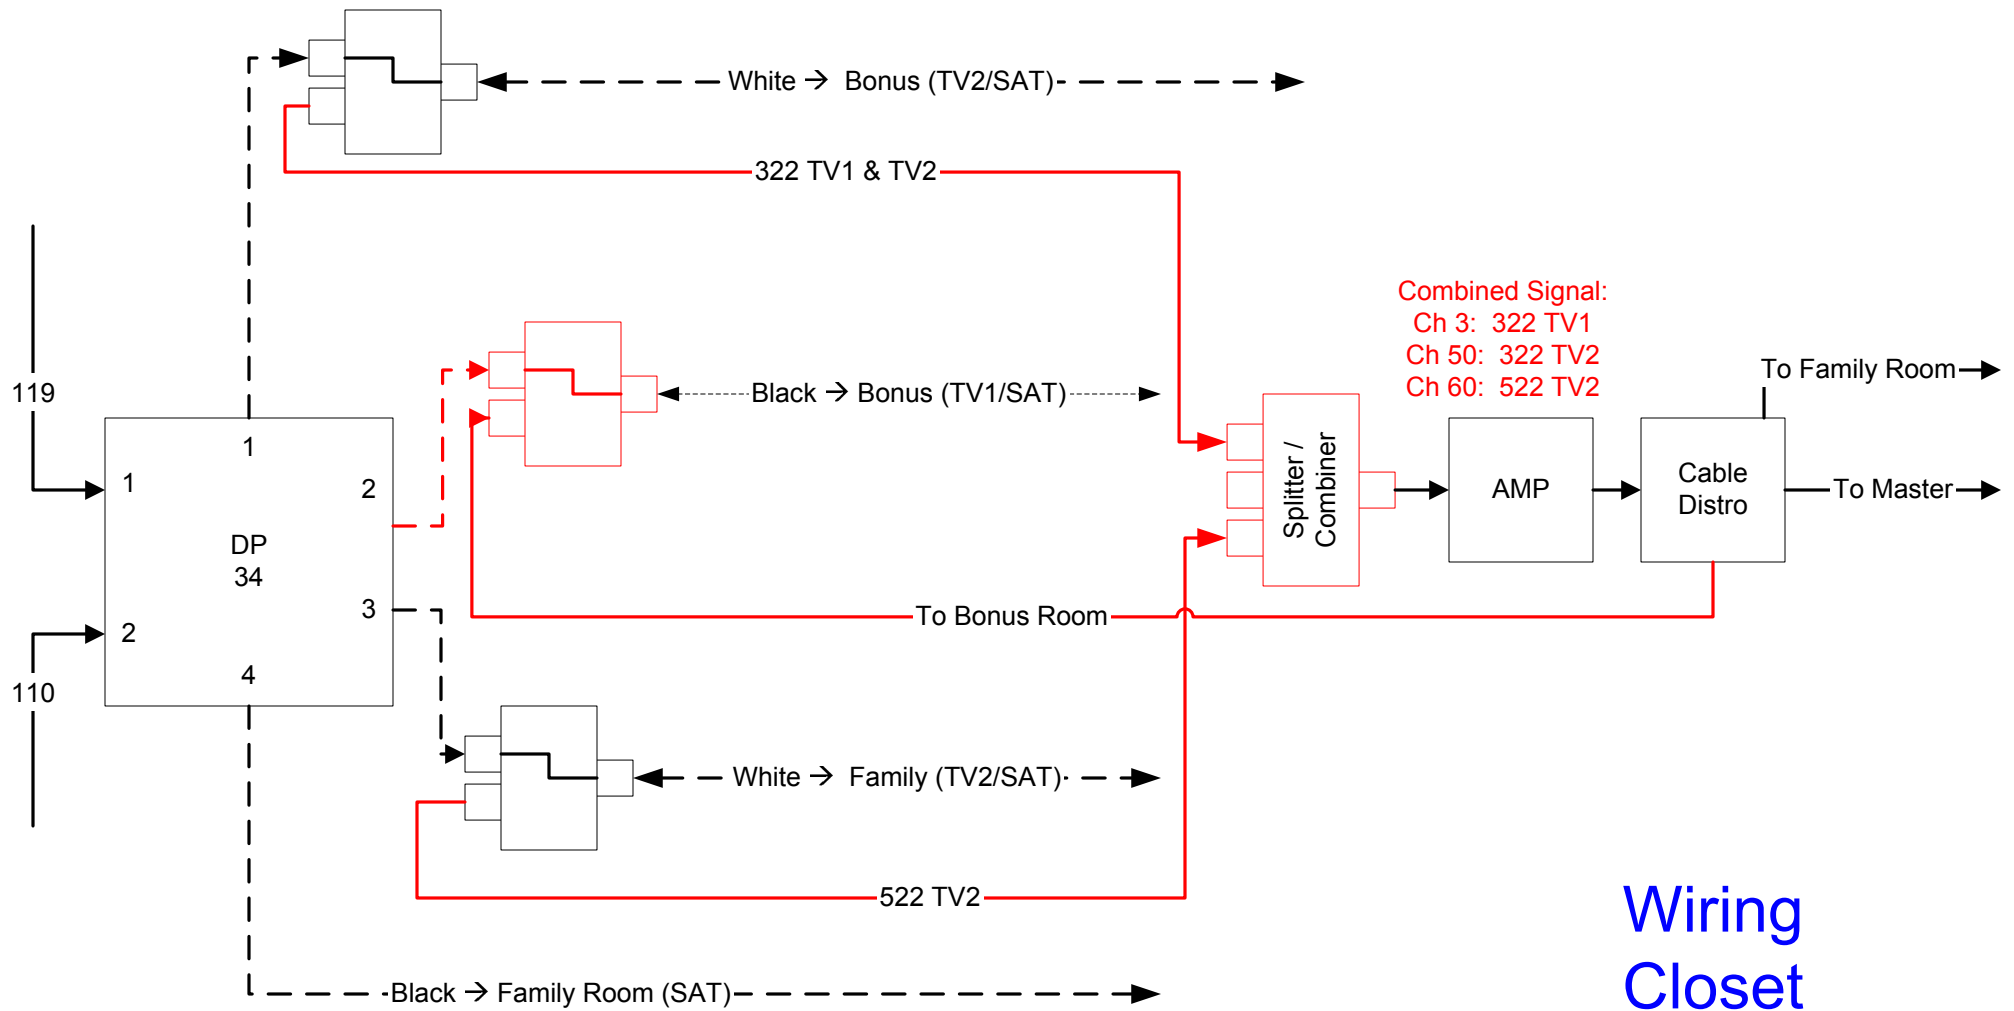 White → Bonus (TV2/SAT)
322 TV1 & TV2
Combined Signal:
Ch 3: 322 TV1
Ch 50: 322 TV2
Ch 60: 522 TV2
To Family Room
119
Black → Bonus (TV1/SAT)
1
1
2
DP
34
3
2
4
110
Splitter /
Combiner
AMP
Cable
Distro
To Master
To Bonus Room
White → Family (TV2/SAT)
522 TV2
Black → Family Room (SAT)
Wiring
Closet